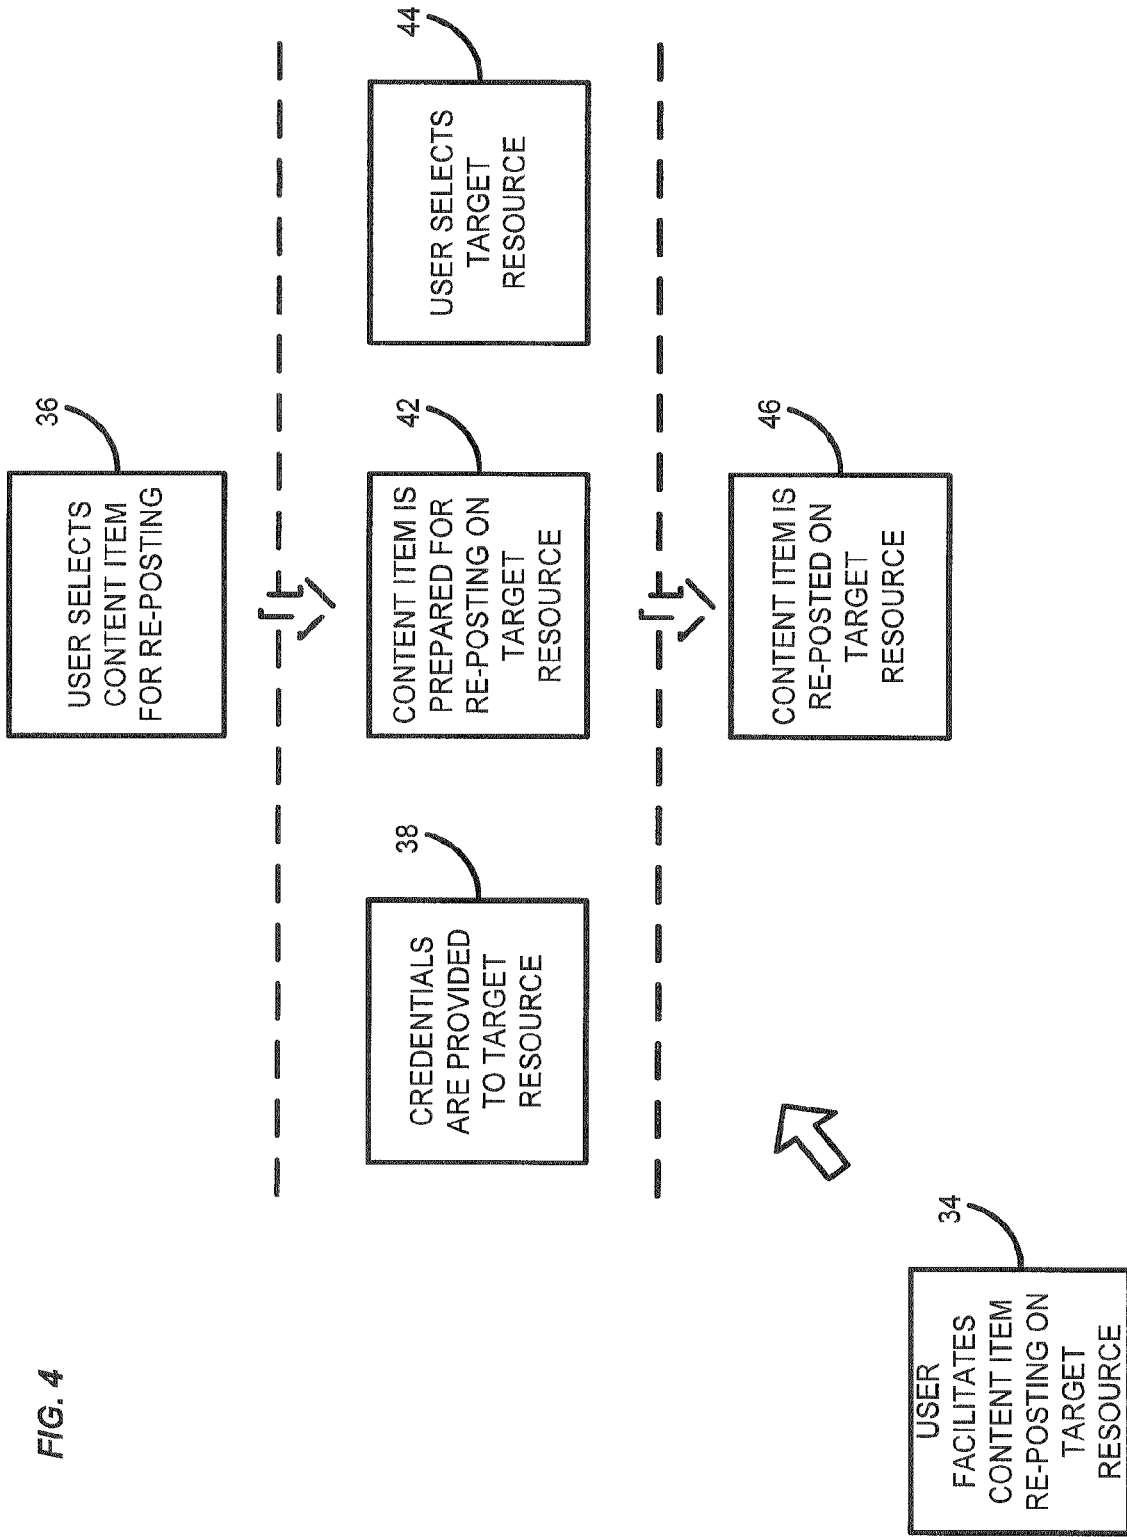 FIG. 4
36
USER SELECTS
CONTENT ITEM
FOR RE-POSTING
38
CREDENTIALS
ARE PROVIDED
TO TARGET
RESOURCE
42
CONTENT ITEM IS
PREPARED FOR
RE-POSTING ON
TARGET
RESOURCE
44
USER SELECTS
TARGET
RESOURCE
34
USER
FACILITATES
CONTENT ITEM
RE-POSTING ON
TARGET
RESOURCE
46
CONTENT ITEM IS
RE-POSTED ON
TARGET
RESOURCE